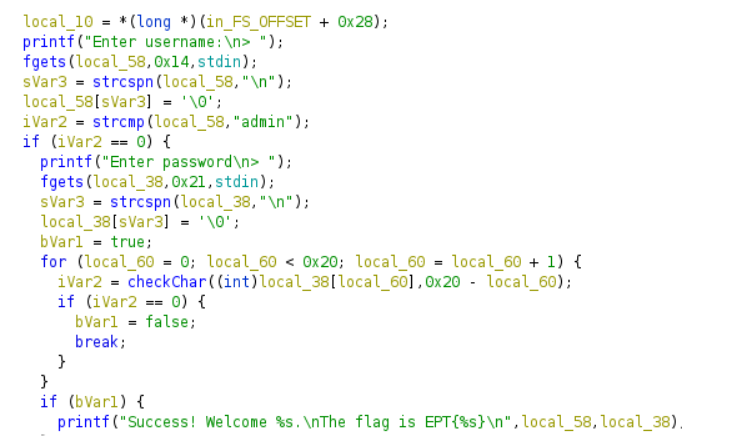 local_10 = *(long *)(in_FS_OFFSET + 0x28);
printf("Enter username:\n> ");
fgets(local_58,0x14,stdin);
sVar3 = strcspn(local_58,"\n");
local_58[sVar3] = '\0';
iVar2 = strcmp(local_58,"admin");
if (iVar2 == 0) {
printf("Enter password\n> ");
fgets(local_38,0x21,stdin);
sVar3 = strcspn(local_38,"\n");
local_38[sVar3] = '\0';
bVar1 = true;
for (local_60 = 0; local_60 < 0x20; local_60 = local_60 + 1) {
iVar2 = checkChar((int)local_38[local_60],0x20 - local_60);
if (iVar2 == 0) {
bVar1 = false;
break;
}
}
if (bVar1) {
printf("Success! Welcome %s.\nThe flag is EPT{%s}\n",local_58,local_38)